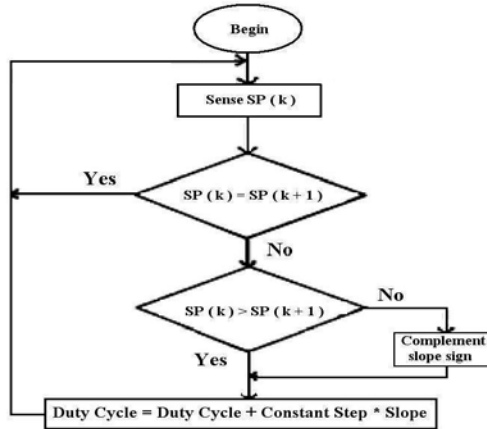 Begin
Sense SP ( k )
Yes
SP ( k ) = SP ( k + 1 )
No
SP ( k ) > SP ( k + 1 )
No
Complement
slope sign
Yes
Duty Cycle = Duty Cycle + Constant Step * Slope